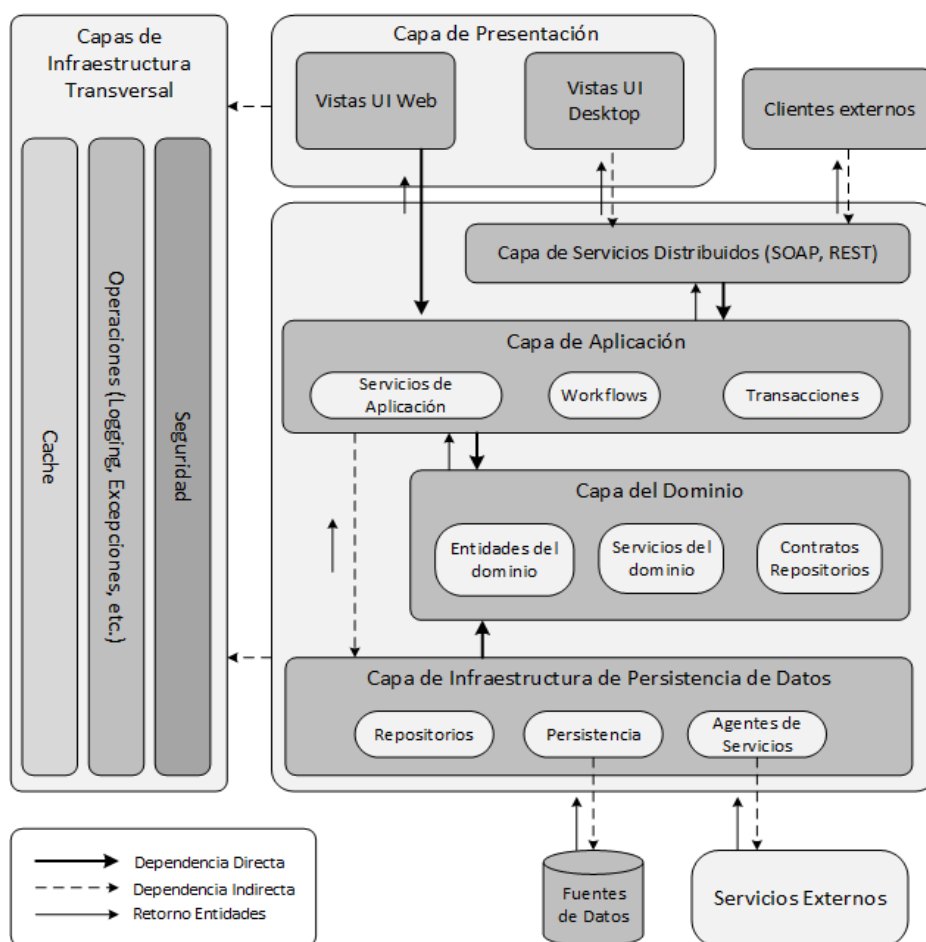 Capas de
Infraestructura
Transversal
Cache
Operaciones (Logging, Excepciones, etc.)
Seguridad
Capa de Presentación
Vistas UI Web
Vistas UI
Desktop
Clientes externos
Capa de Servicios Distribuidos (SOAP, REST)
Capa de Aplicación
Servicios de
Aplicación
Workflows
Transacciones
Capa del Dominio
Entidades del
dominio
Servicios del
dominio
Contratos
Repositorios
Capa de Infraestructura de Persistencia de Datos
Repositorios
Persistencia
Agentes de
Servicios
Dependencia Directa
Dependencia Indirecta
Retorno Entidades
Fuentes
de Datos
Servicios Externos